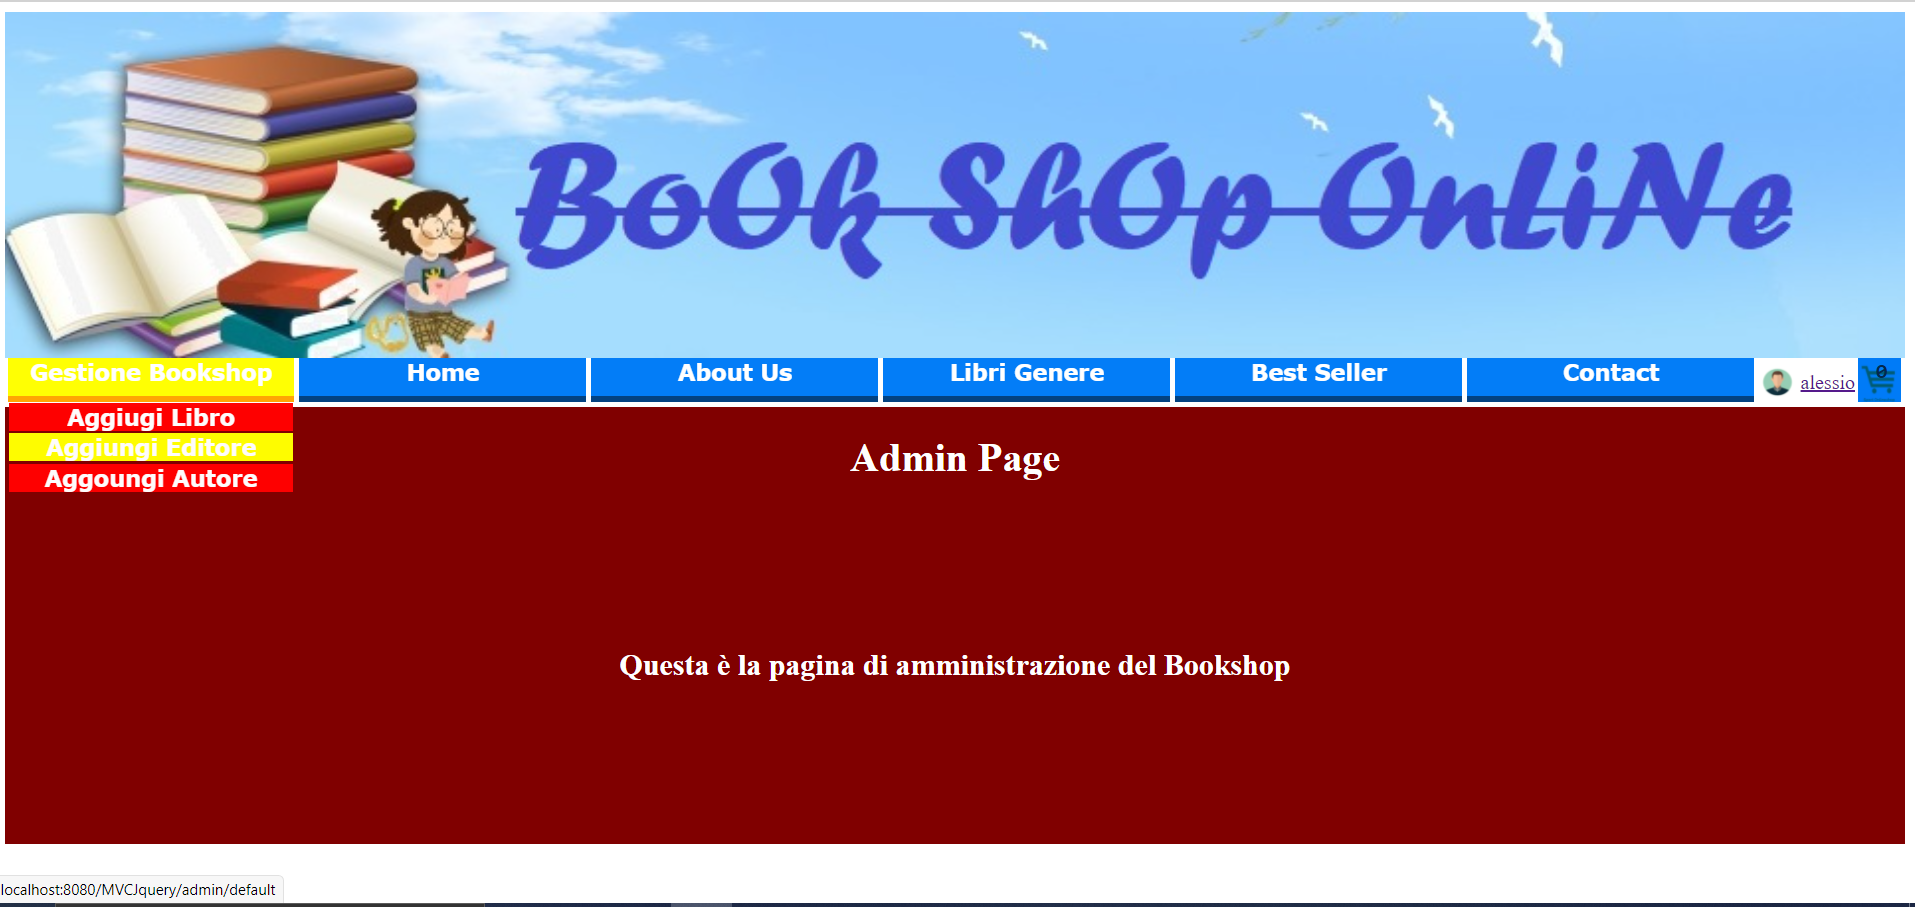 BoOk ShOp OnLiNe
Gestione Bookshop Home About Us Libri Genere Best Seller Contact alessio 0
Aggiugi Libro
Aggiungi Editore
Aggoungi Autore
Admin Page
Questa è la pagina di amministrazione del Bookshop
localhost:8080/MVCJquery/admin/default